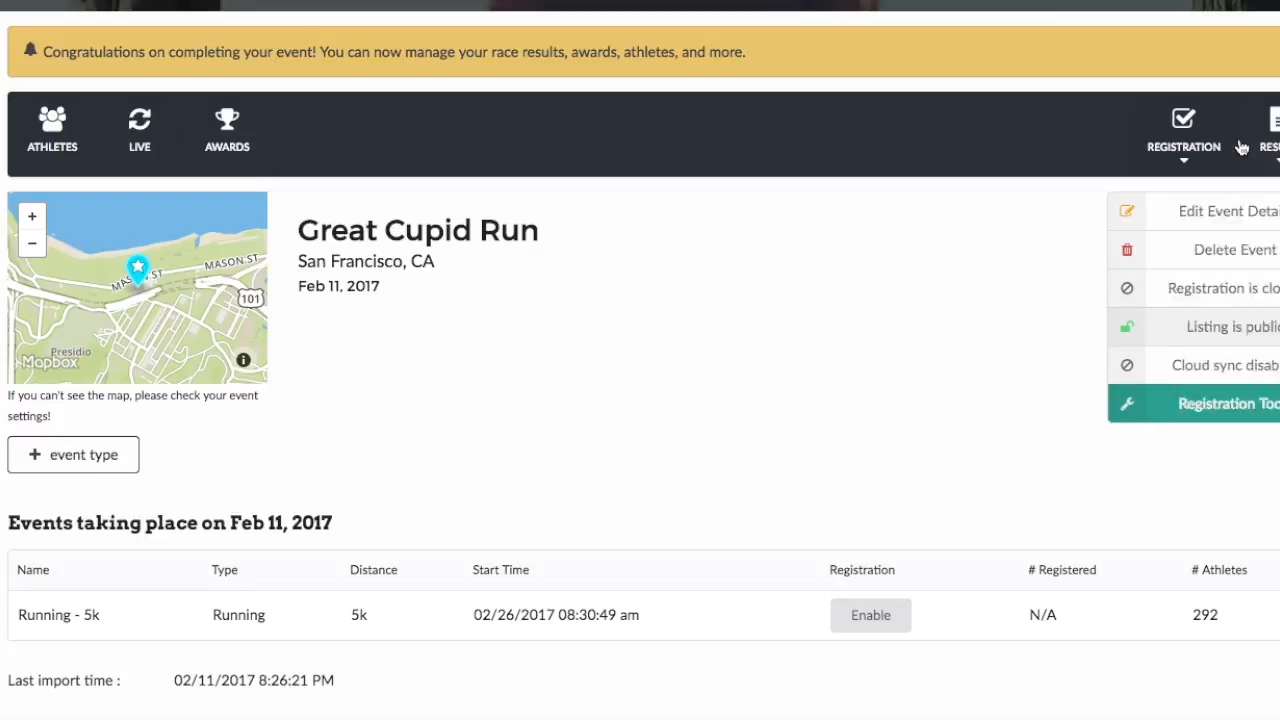 Congratulations on completing your event! You can now manage your race results, awards, athletes, and more.
ATHLETES LIVE AWARDS REGISTRATION RESU
MASON ST
MASON ST
101
Presidio
Mapbox
Great Cupid Run
San Francisco, CA
Feb 11, 2017
Edit Event Detai
Delete Event
Registration is clo
Listing is public
Cloud sync disab
Registration Too
If you can't see the map, please check your event
settings!
+ event type
Events taking place on Feb 11, 2017
Name Type Distance Start Time Registration # Registered # Athletes
Running - 5k Running 5k 02/26/2017 08:30:49 am Enable N/A 292
Last import time : 02/11/2017 8:26:21 PM